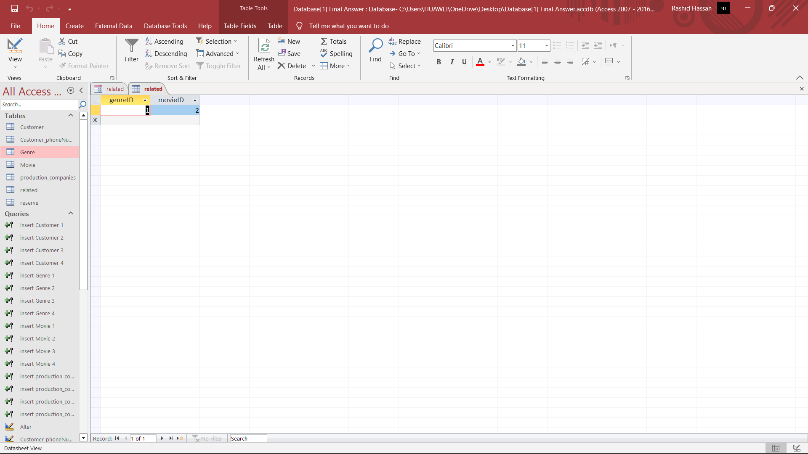 Table Tools
Database[1] Final Answer : Database- C:\Users\HUAWEI\OneDrive\Desktop\Database[1] Final Answer.accdb (Access 2007 - 2016...
Rashid Hassan
RH
File
Home
Create
External Data
Database Tools
Help
Table Fields
Table
Tell me what you want to do
View
Paste
Cut
Copy
Format Painter
Filter
Ascending
Descending
Remove Sort
Selection
Advanced
Toggle Filter
Refresh
All
New
Save
Delete
Totals
Spelling
More
Find
Replace
Go To
Select
Calibri
11
B I U
Views
Clipboard
Sort & Filter
Records
Find
Text Formatting
All Access ...
Search...
Tables
Customer
Customer_phoneNu...
Genre
Movie
production_companies
related
reserve
Queries
Insert Customer 1
Insert Customer 2
Insert Customer 3
Insert Customer 4
Insert Genre 1
Insert Genre 2
Insert Genre 3
Insert Genre 4
Insert Movie 1
Insert Movie 2
Insert Movie 3
Insert Movie 4
Insert production_co...
Insert production_co...
Insert production_co...
Insert production_co...
Alter
Customer_phoneNu...
related
related
genreID movieID
1 2
Record: 1 of 1 No Filter Search
Datasheet View